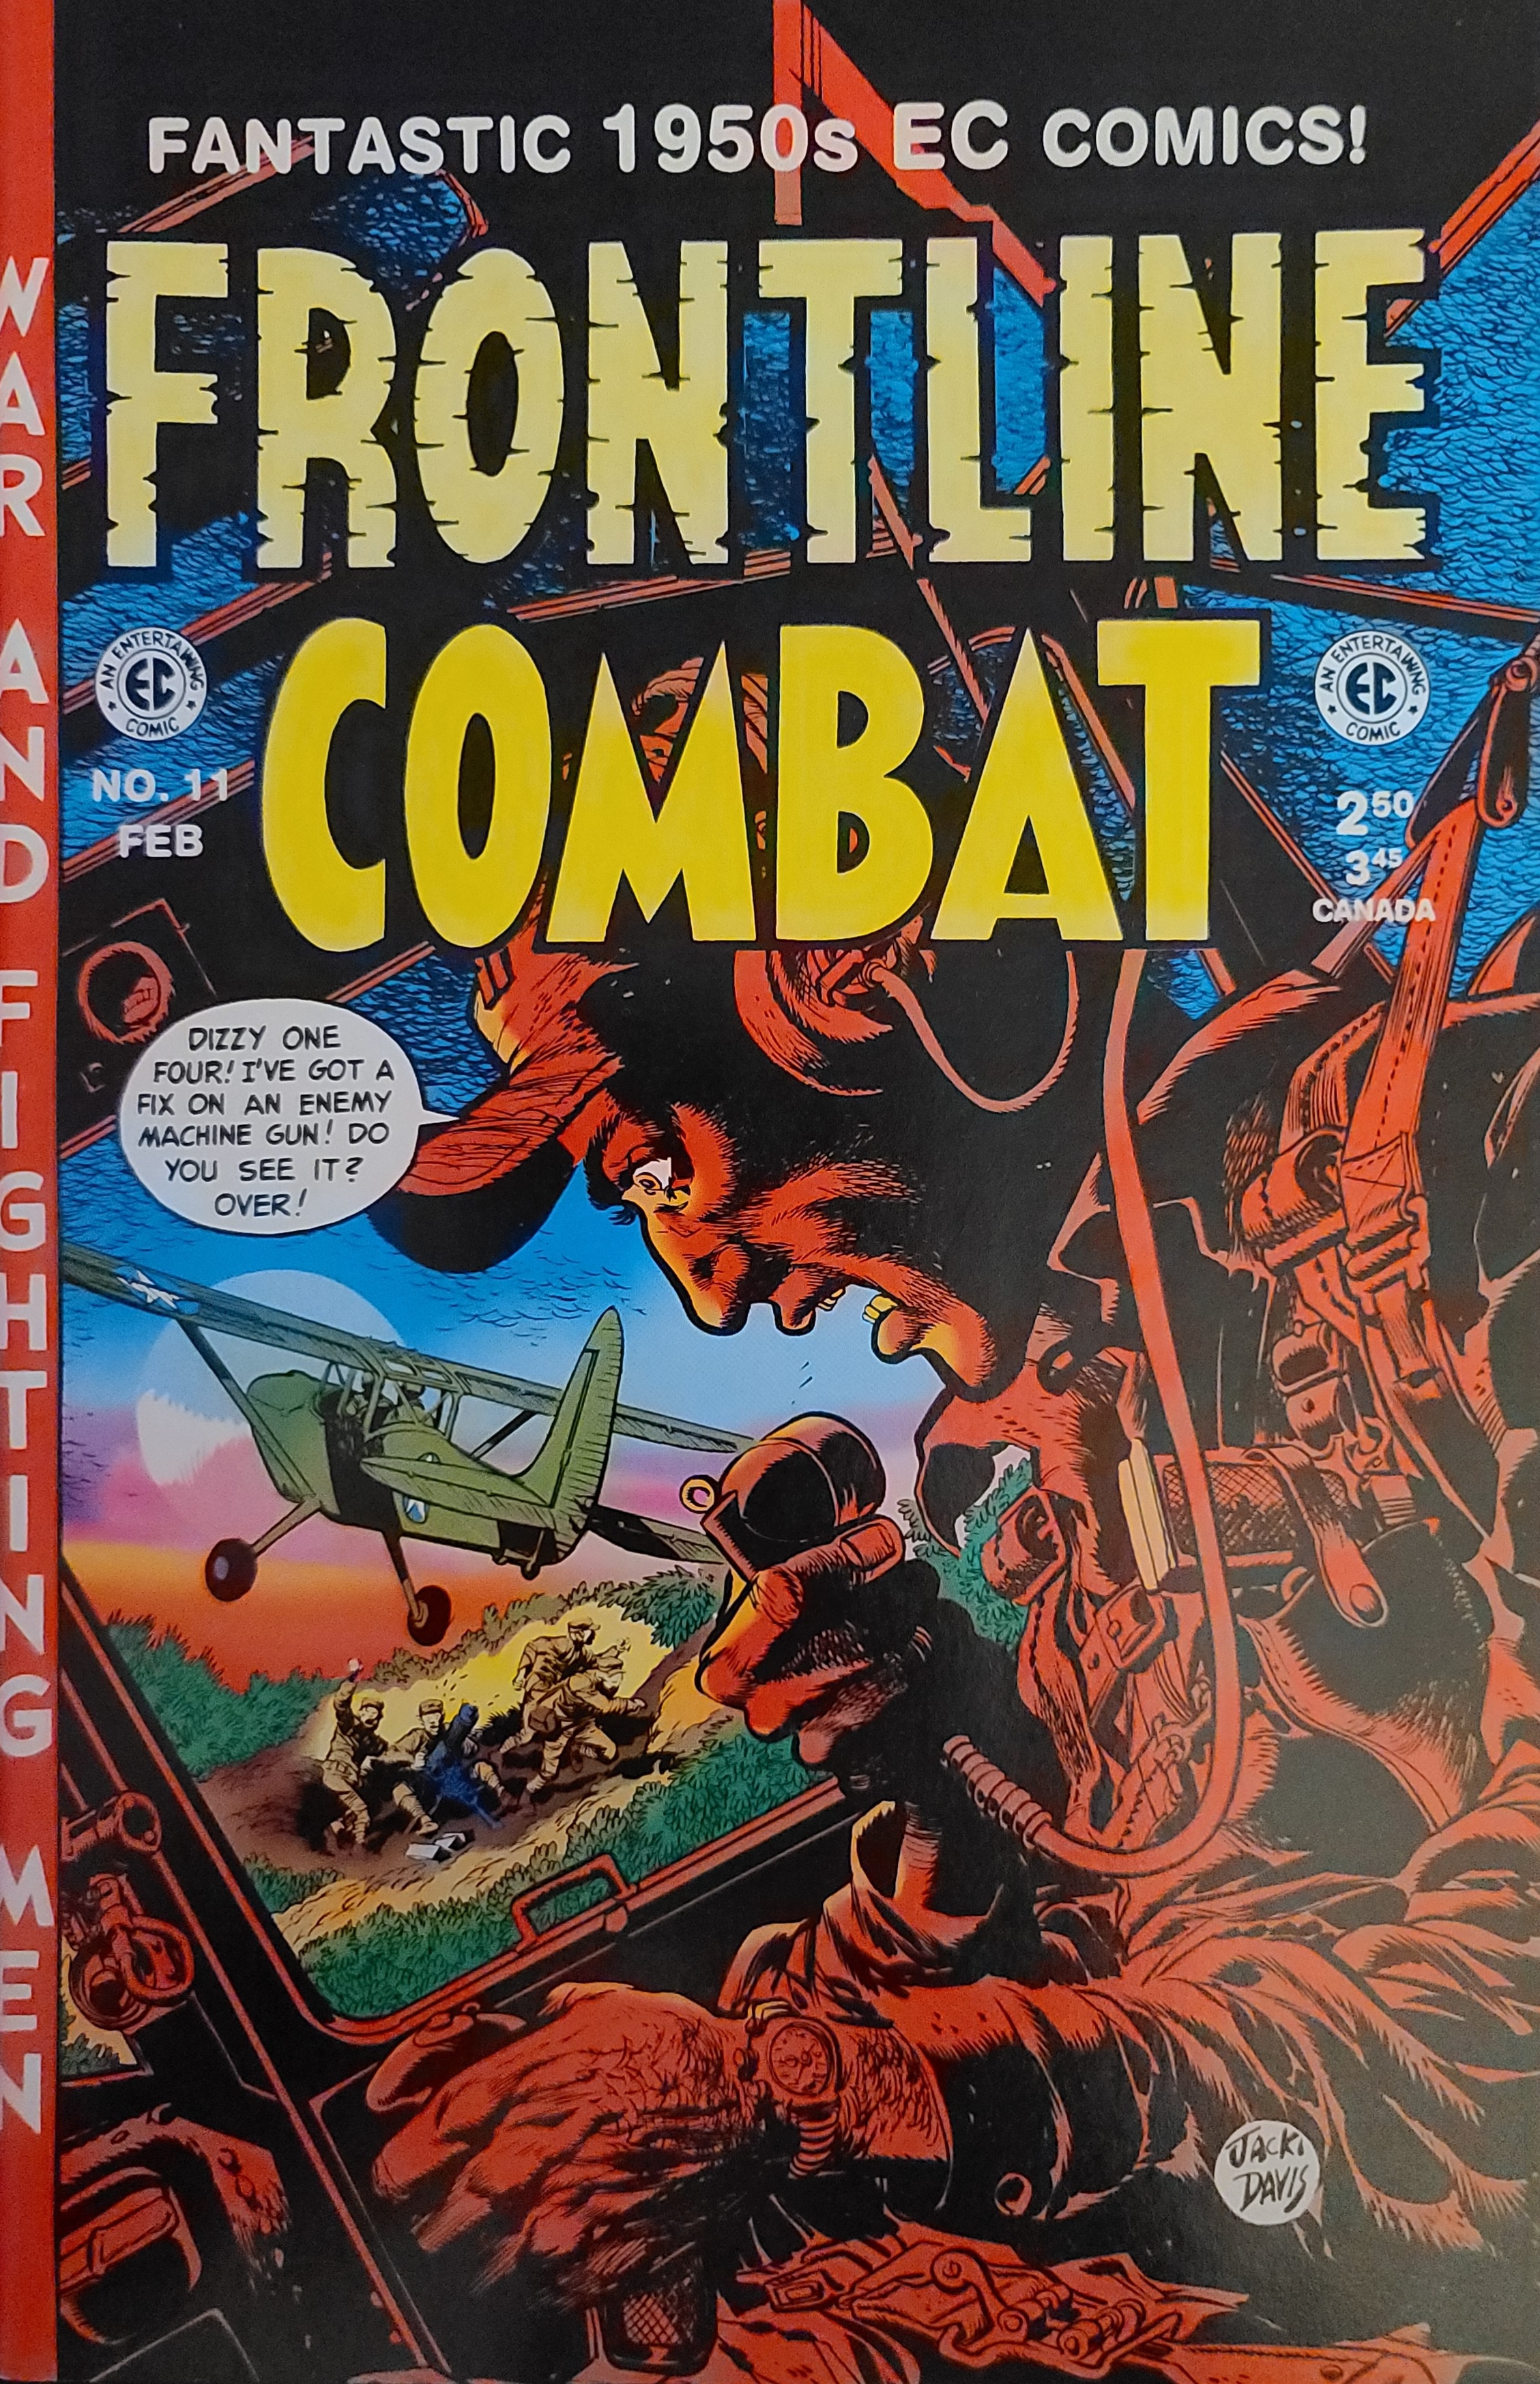 FANTASTIC 1950s EC COMICS!
FRONTLINE
COMBAT
AN ENTERTAINING
EC
COMIC
NO. 11
FEB
AN ENTERTAINING
EC
COMIC
2 50
3 45
CANADA
WAR AND FIGHTING MEN
DIZZY ONE
FOUR! I'VE GOT A
FIX ON AN ENEMY
MACHINE GUN! DO
YOU SEE IT?
OVER!
JACK
DAVIS